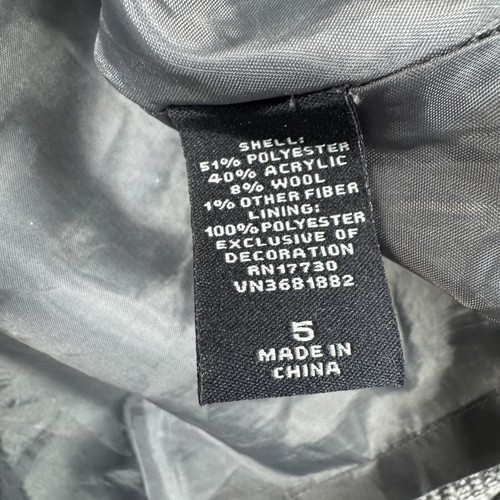 SHELL:
51% POLYESTER
40% ACRYLIC
8% WOOL
1% OTHER FIBER
LINING:
100% POLYESTER
EXCLUSIVE OF
DECORATION
RN17730
VN3681882
5
MADE IN
CHINA